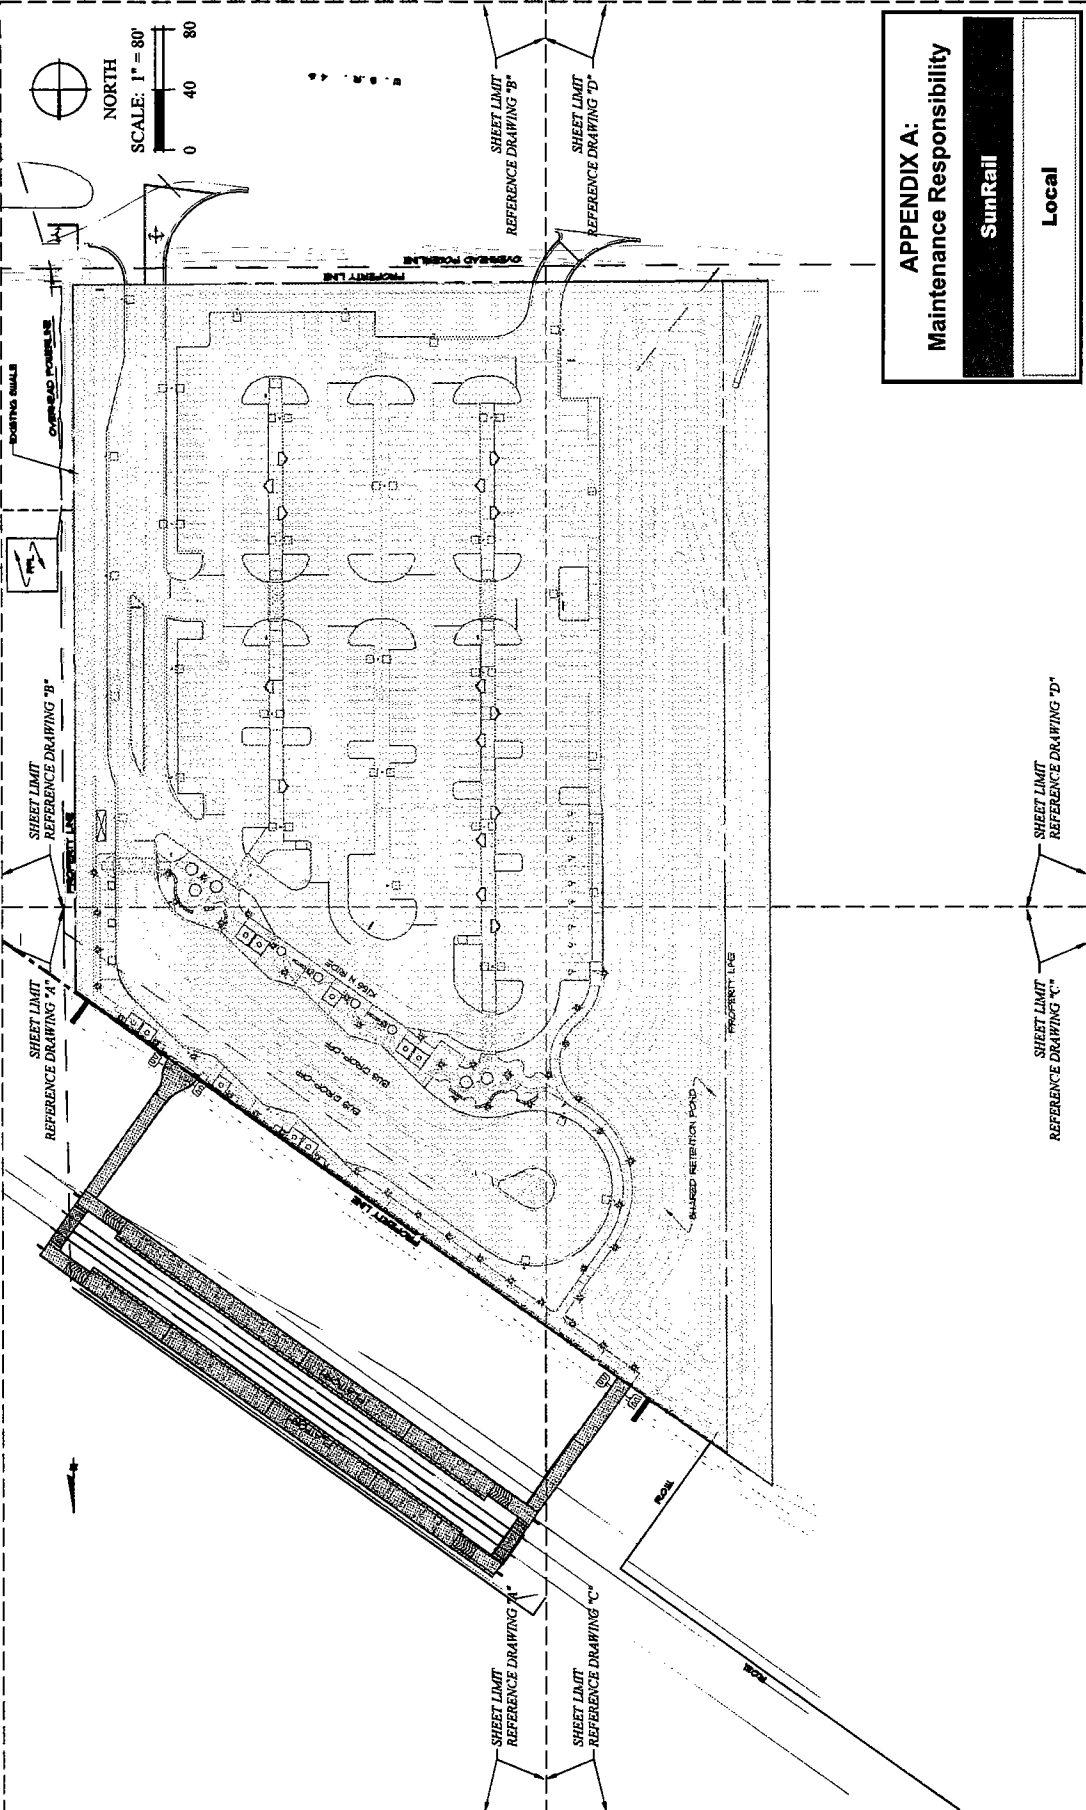 NORTH
SCALE: 1" = 80'
0 40 80
APPENDIX A:
Maintenance Responsibility
SunRail
Local
SHEET LIMIT
REFERENCE DRAWING "B"
SHEET LIMIT
REFERENCE DRAWING "D"
OVERHEAD POWERLINE
PROPERTY LINE
EXISTING SWALE
OVERHEAD POWERLINE
SHEET LIMIT
REFERENCE DRAWING "B"
PROPERTY LINE
SHEET LIMIT
REFERENCE DRAWING "A"
SHEET LIMIT
REFERENCE DRAWING "D"
SHEET LIMIT
REFERENCE DRAWING "C"
KISS N RIDE
BUS DROP-OFF
BUS DROP-OFF
PROPERTY LINE
PROPERTY LINE
SHARED RETENTION POND
PLATFORM
PLATFORM
R.O.W.
R.O.W.
SHEET LIMIT
REFERENCE DRAWING "A"
SHEET LIMIT
REFERENCE DRAWING "C"